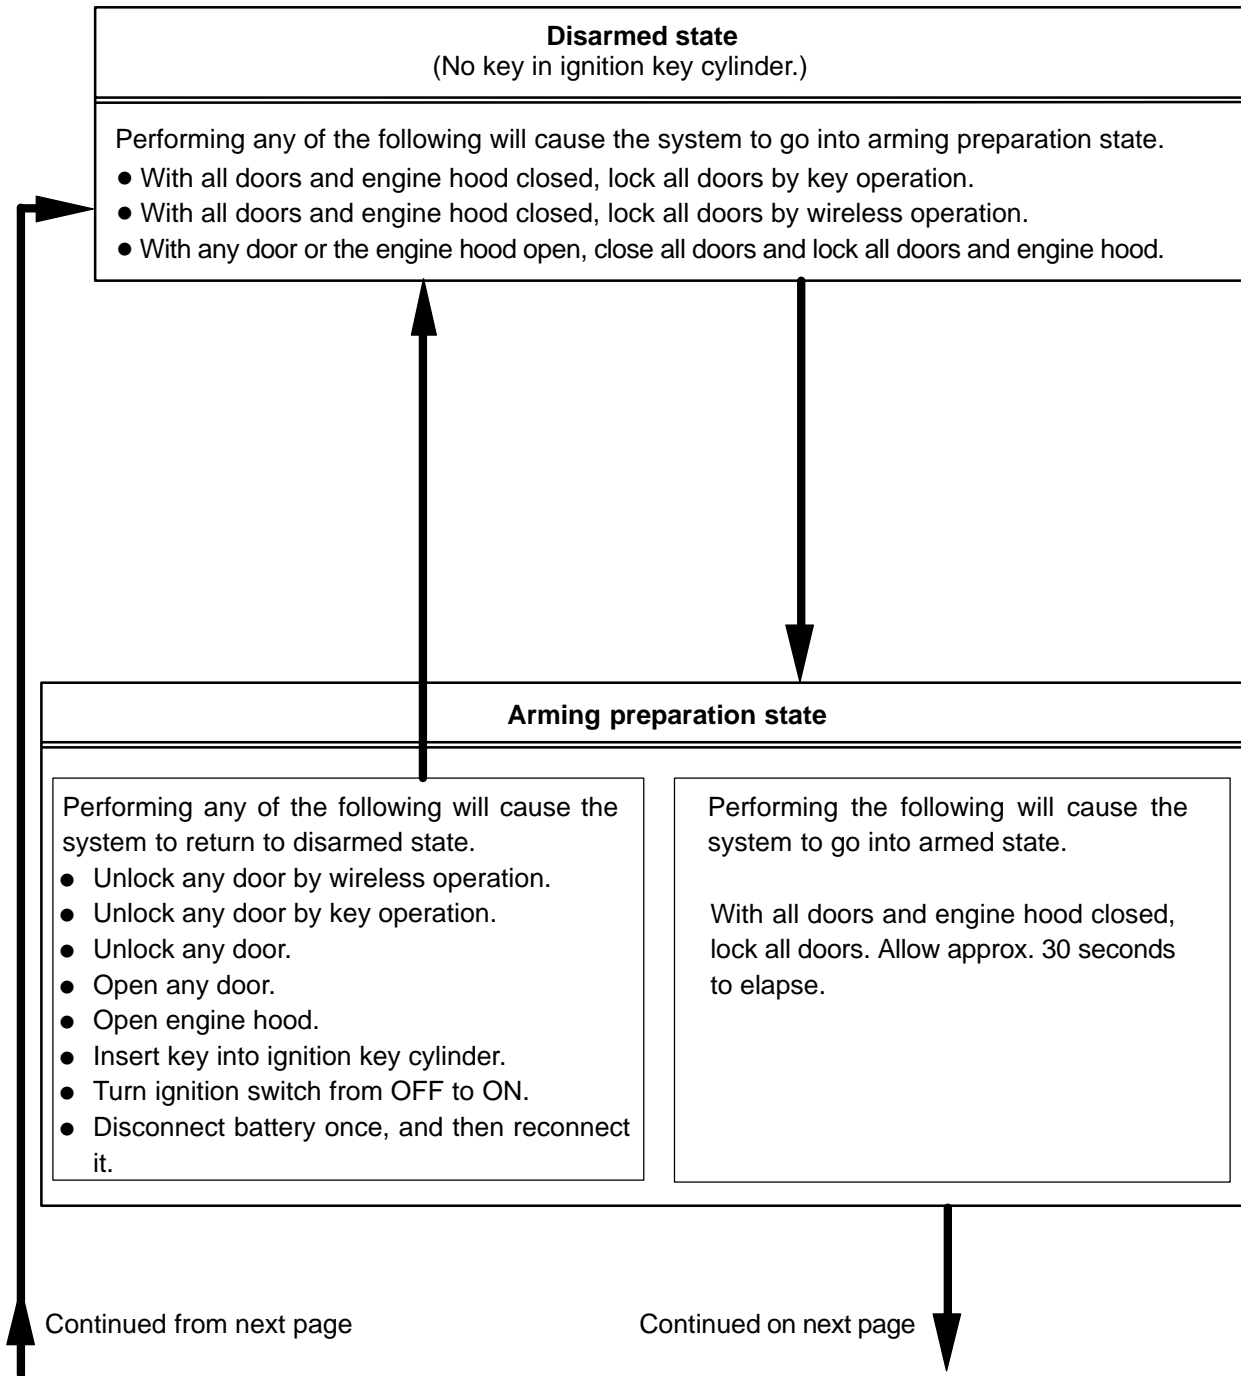 Disarmed state
(No key in ignition key cylinder.)
Performing any of the following will cause the system to go into arming preparation state.
● With all doors and engine hood closed, lock all doors by key operation.
● With all doors and engine hood closed, lock all doors by wireless operation.
● With any door or the engine hood open, close all doors and lock all doors and engine hood.
Arming preparation state
Performing any of the following will cause the
system to return to disarmed state.
● Unlock any door by wireless operation.
● Unlock any door by key operation.
● Unlock any door.
● Open any door.
● Open engine hood.
● Insert key into ignition key cylinder.
● Turn ignition switch from OFF to ON.
● Disconnect battery once, and then reconnect
it.
Performing the following will cause the
system to go into armed state.
With all doors and engine hood closed,
lock all doors. Allow approx. 30 seconds
to elapse.
Continued from next page
Continued on next page